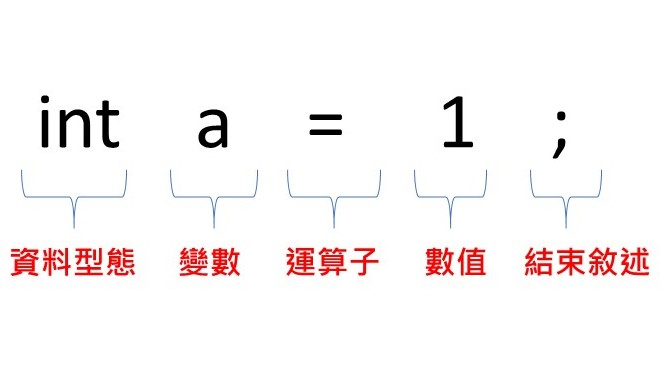 int a = 1 ;
資料型態 變數 運算子 數值 結束敘述